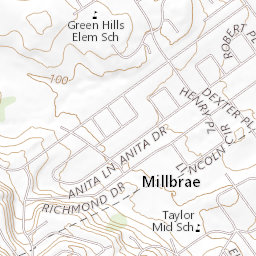 Green Hills
Elem Sch
100
ROBERT PL
HENRY PL
DEXTER PL
LINCOLN CIR
ANITA LN
ANITA DR
RICHMOND DR
Millbrae
Taylor
Mid Sch